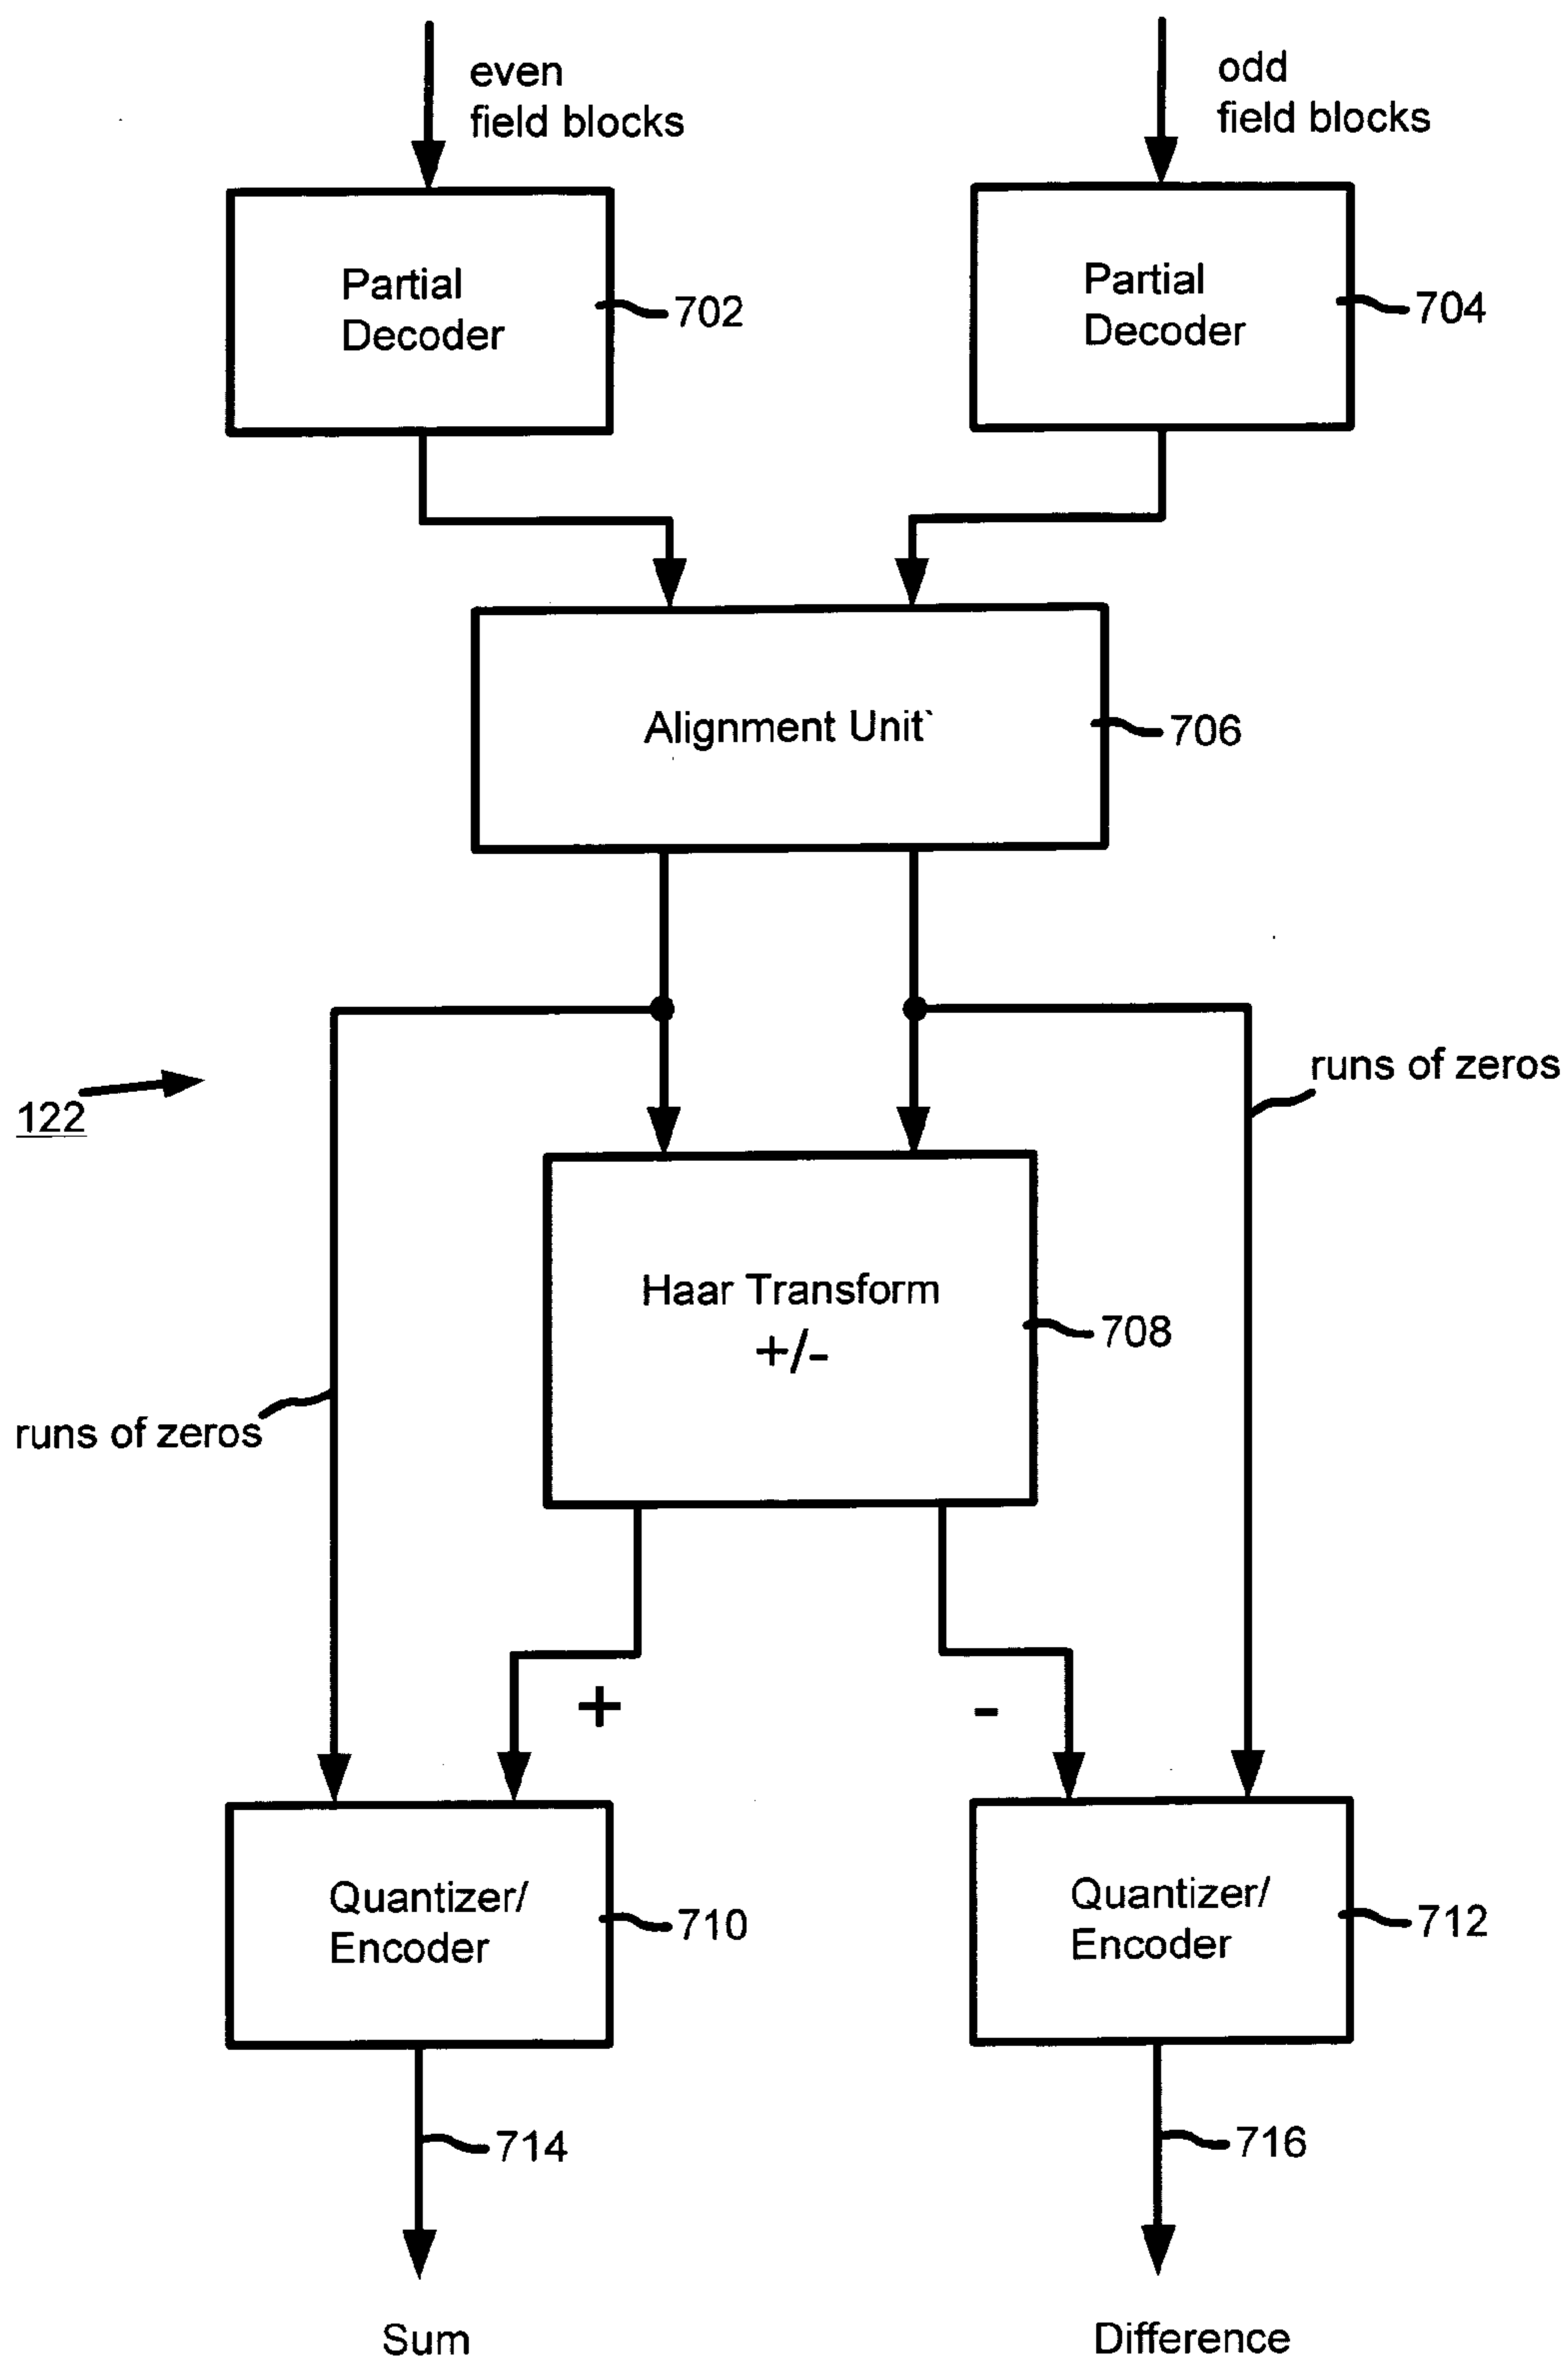 even
field blocks
odd
field blocks
Partial
Decoder
702
Partial
Decoder
704
Alignment Unit`
706
runs of zeros
122
Haar Transform
+/-
708
runs of zeros
+
-
Quantizer/
Encoder
710
Quantizer/
Encoder
712
714
716
Sum
Difference